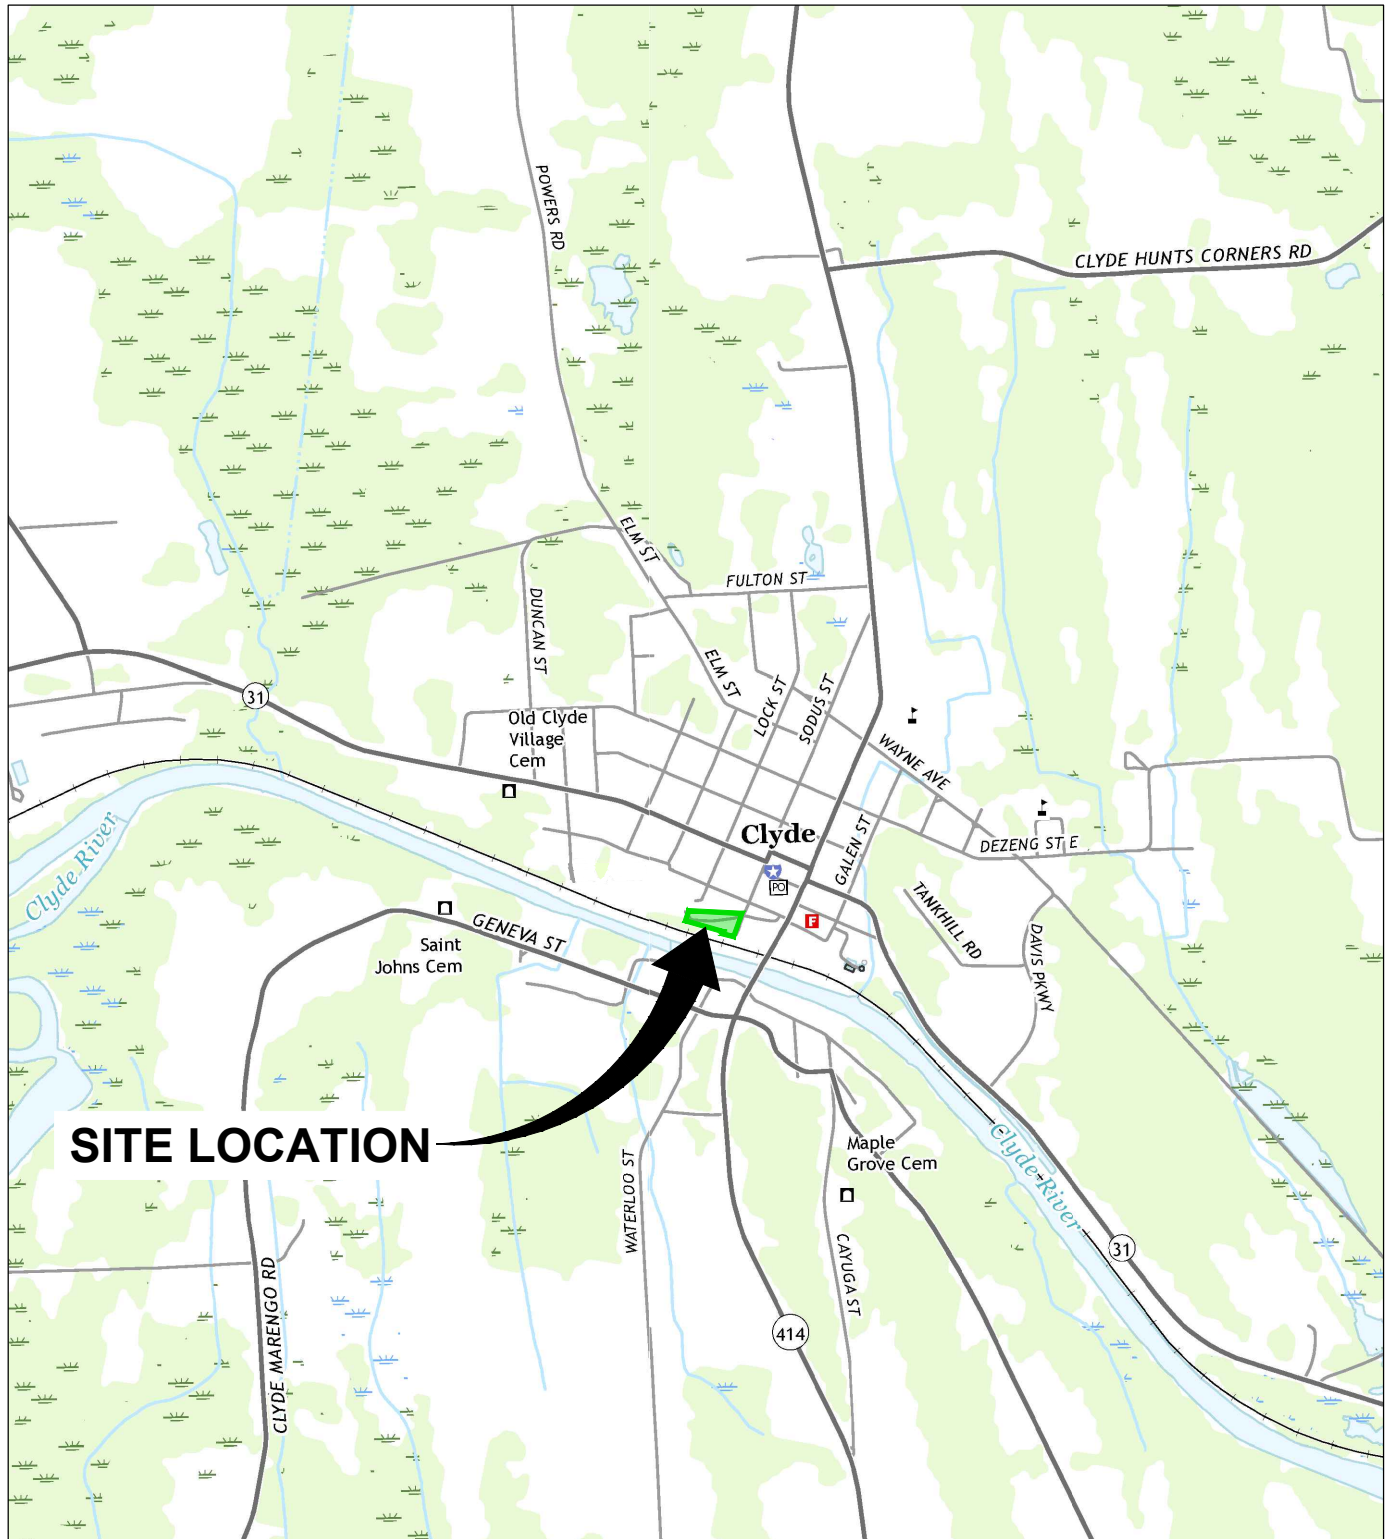 POWERS RD
CLYDE HUNTS CORNERS RD
ELM ST
FULTON ST
DUNCAN ST
ELM ST
LOCK ST
SODUS ST
31
Old Clyde
Village
Cem
WAYNE AVE
Clyde
GALEN ST
DEZENG ST E
Clyde River
PO
F
TANKHILL RD
DAVIS PKWY
GENEVA ST
Saint
Johns Cem
SITE LOCATION
Maple
Grove Cem
Clyde River
WATERLOO ST
CAYUGA ST
31
CLYDE MARENGO RD
414